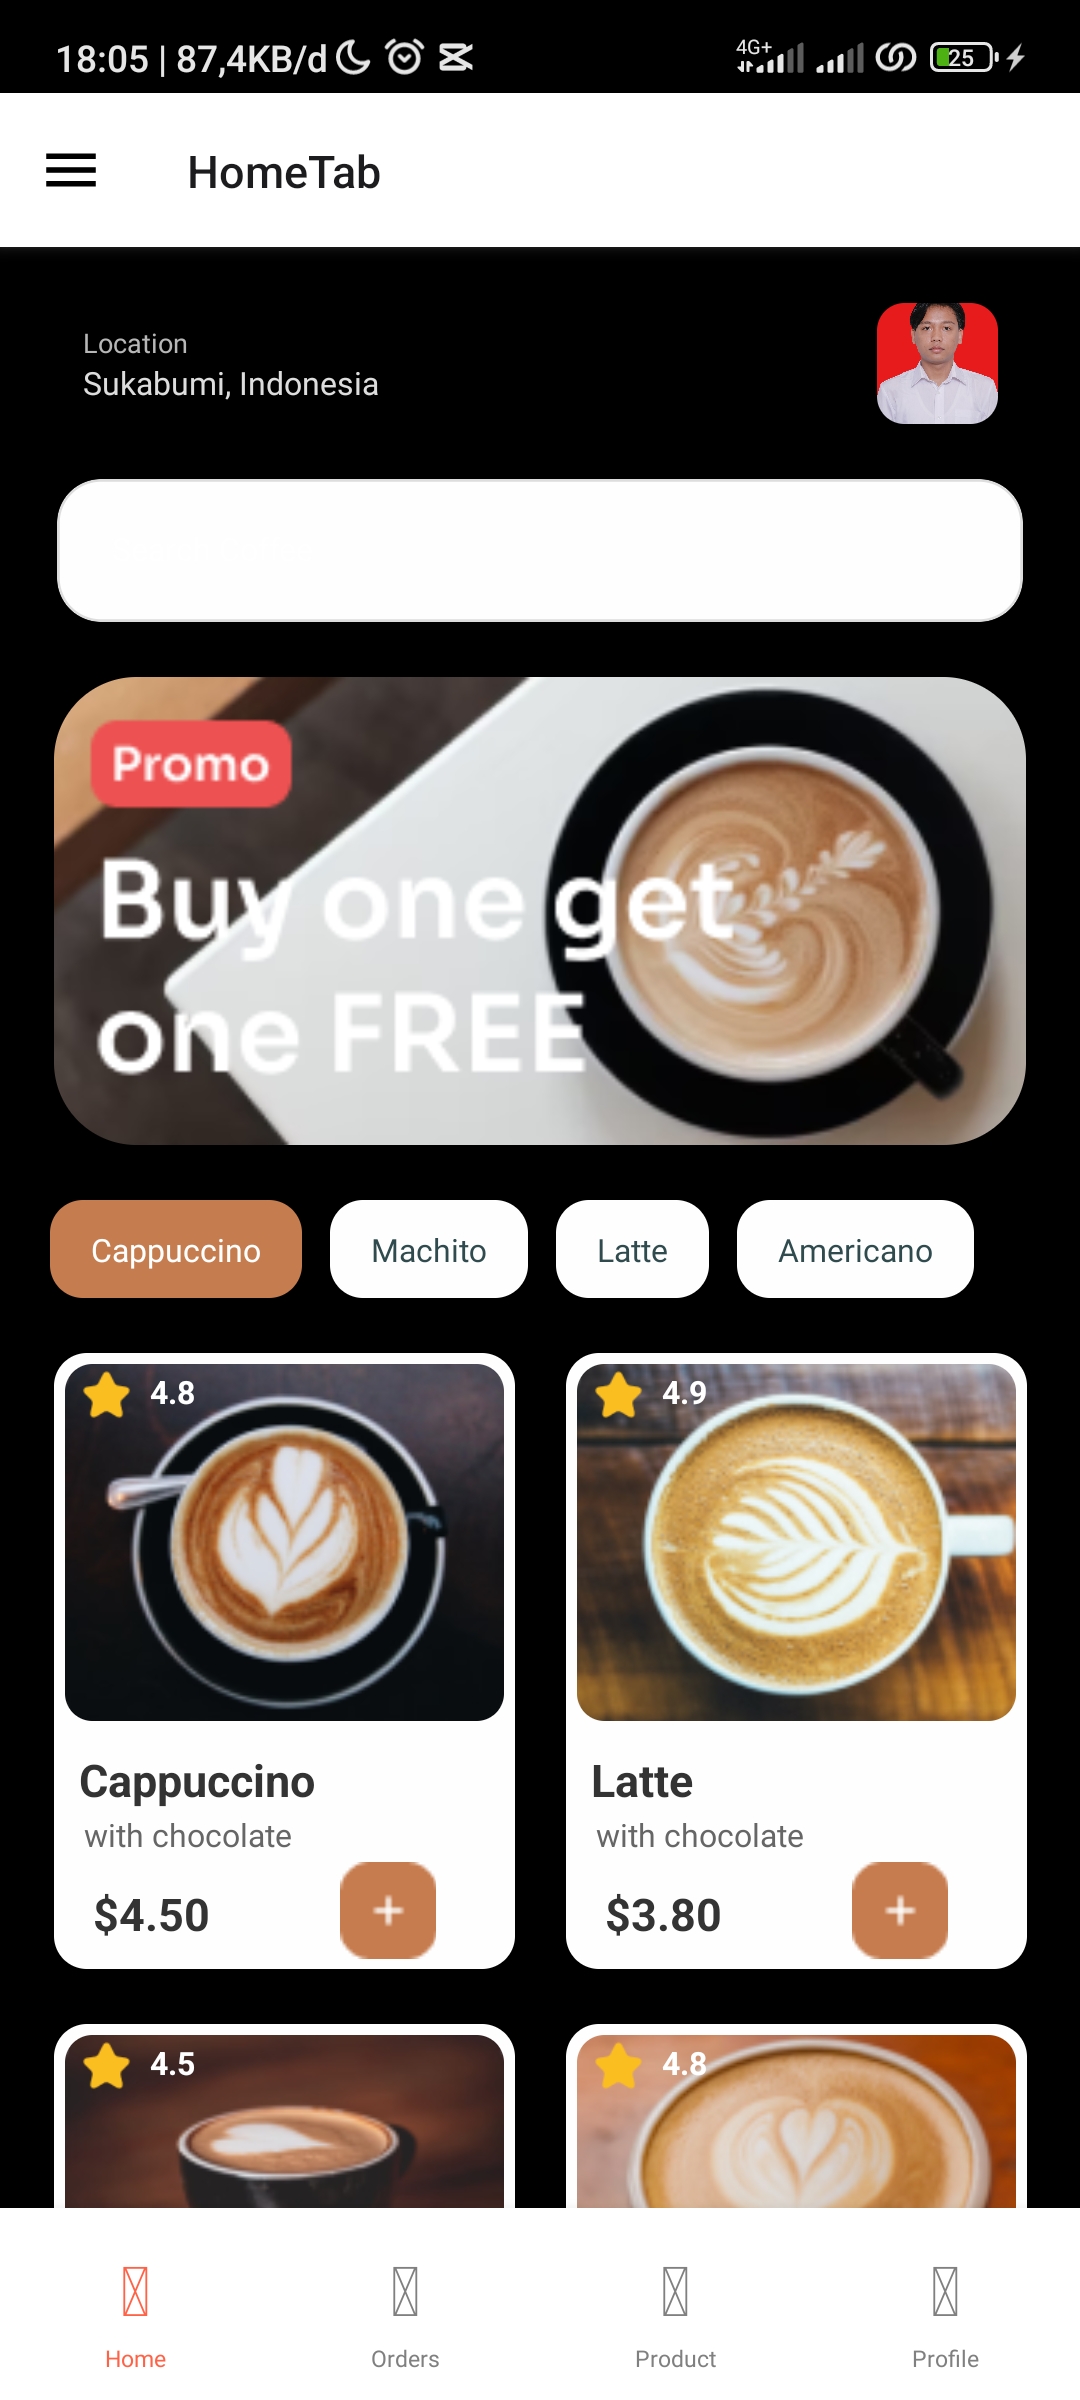 18:05 | 87,4KB/d
4G+
25
HomeTab
Location
Sukabumi, Indonesia
Promo
Buy one get
one FREE
Cappuccino
Machito
Latte
Americano
4.8
4.9
Cappuccino
Latte
with chocolate
with chocolate
$4.50
+
$3.80
+
4.5
4.8
Home
Orders
Product
Profile